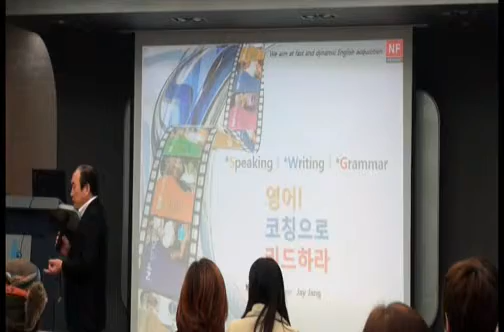 We aim at fast and dynamic English acquisition
NF
*Speaking | *Writing | *Grammar
영어!
코칭으로
리드하라
Jay Jang